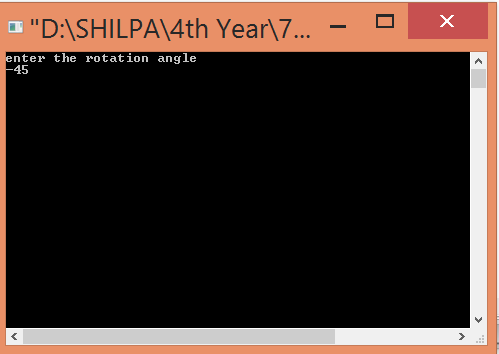 "D:\SHILPA\4th Year\7...
enter the rotation angle
-45